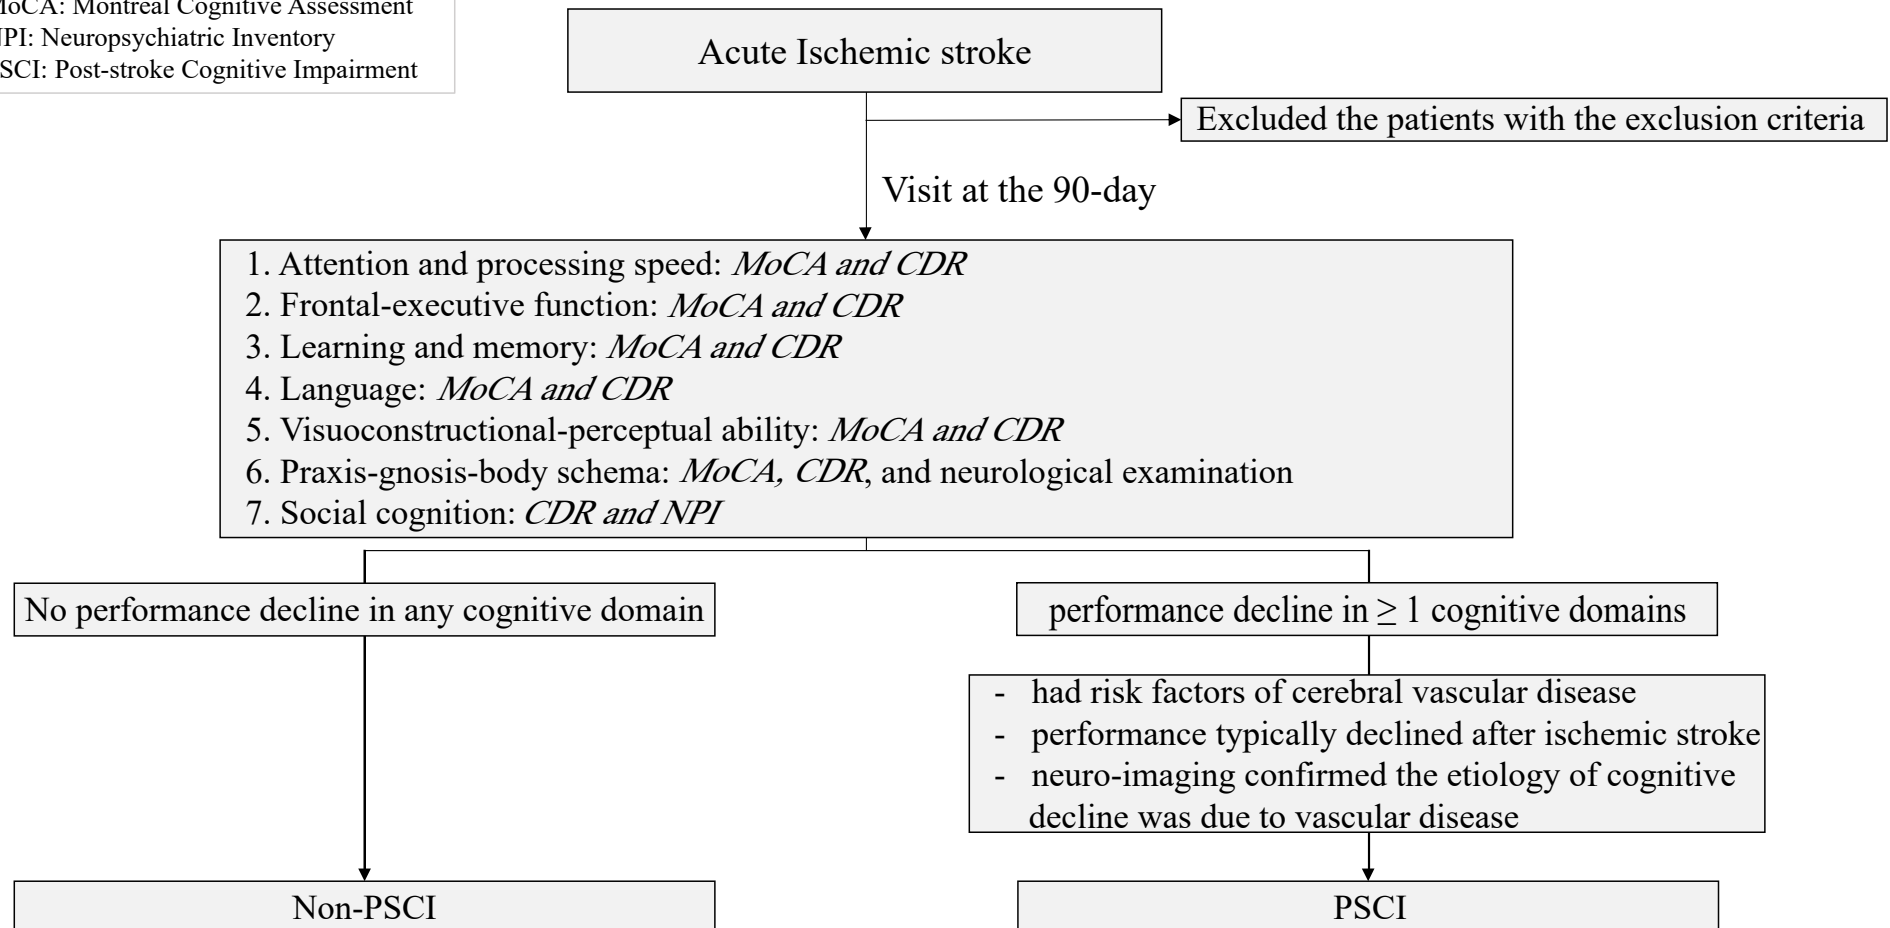 MoCA: Montreal Cognitive Assessment
NPI: Neuropsychiatric Inventory
PSCI: Post-stroke Cognitive Impairment
Acute Ischemic stroke
Excluded the patients with the exclusion criteria
Visit at the 90-day
1. Attention and processing speed: MoCA and CDR
2. Frontal-executive function: MoCA and CDR
3. Learning and memory: MoCA and CDR
4. Language: MoCA and CDR
5. Visuoconstructional-perceptual ability: MoCA and CDR
6. Praxis-gnosis-body schema: MoCA, CDR, and neurological examination
7. Social cognition: CDR and NPI
No performance decline in any cognitive domain
performance decline in ≥ 1 cognitive domains
- had risk factors of cerebral vascular disease
- performance typically declined after ischemic stroke
- neuro-imaging confirmed the etiology of cognitive
decline was due to vascular disease
Non-PSCI
PSCI